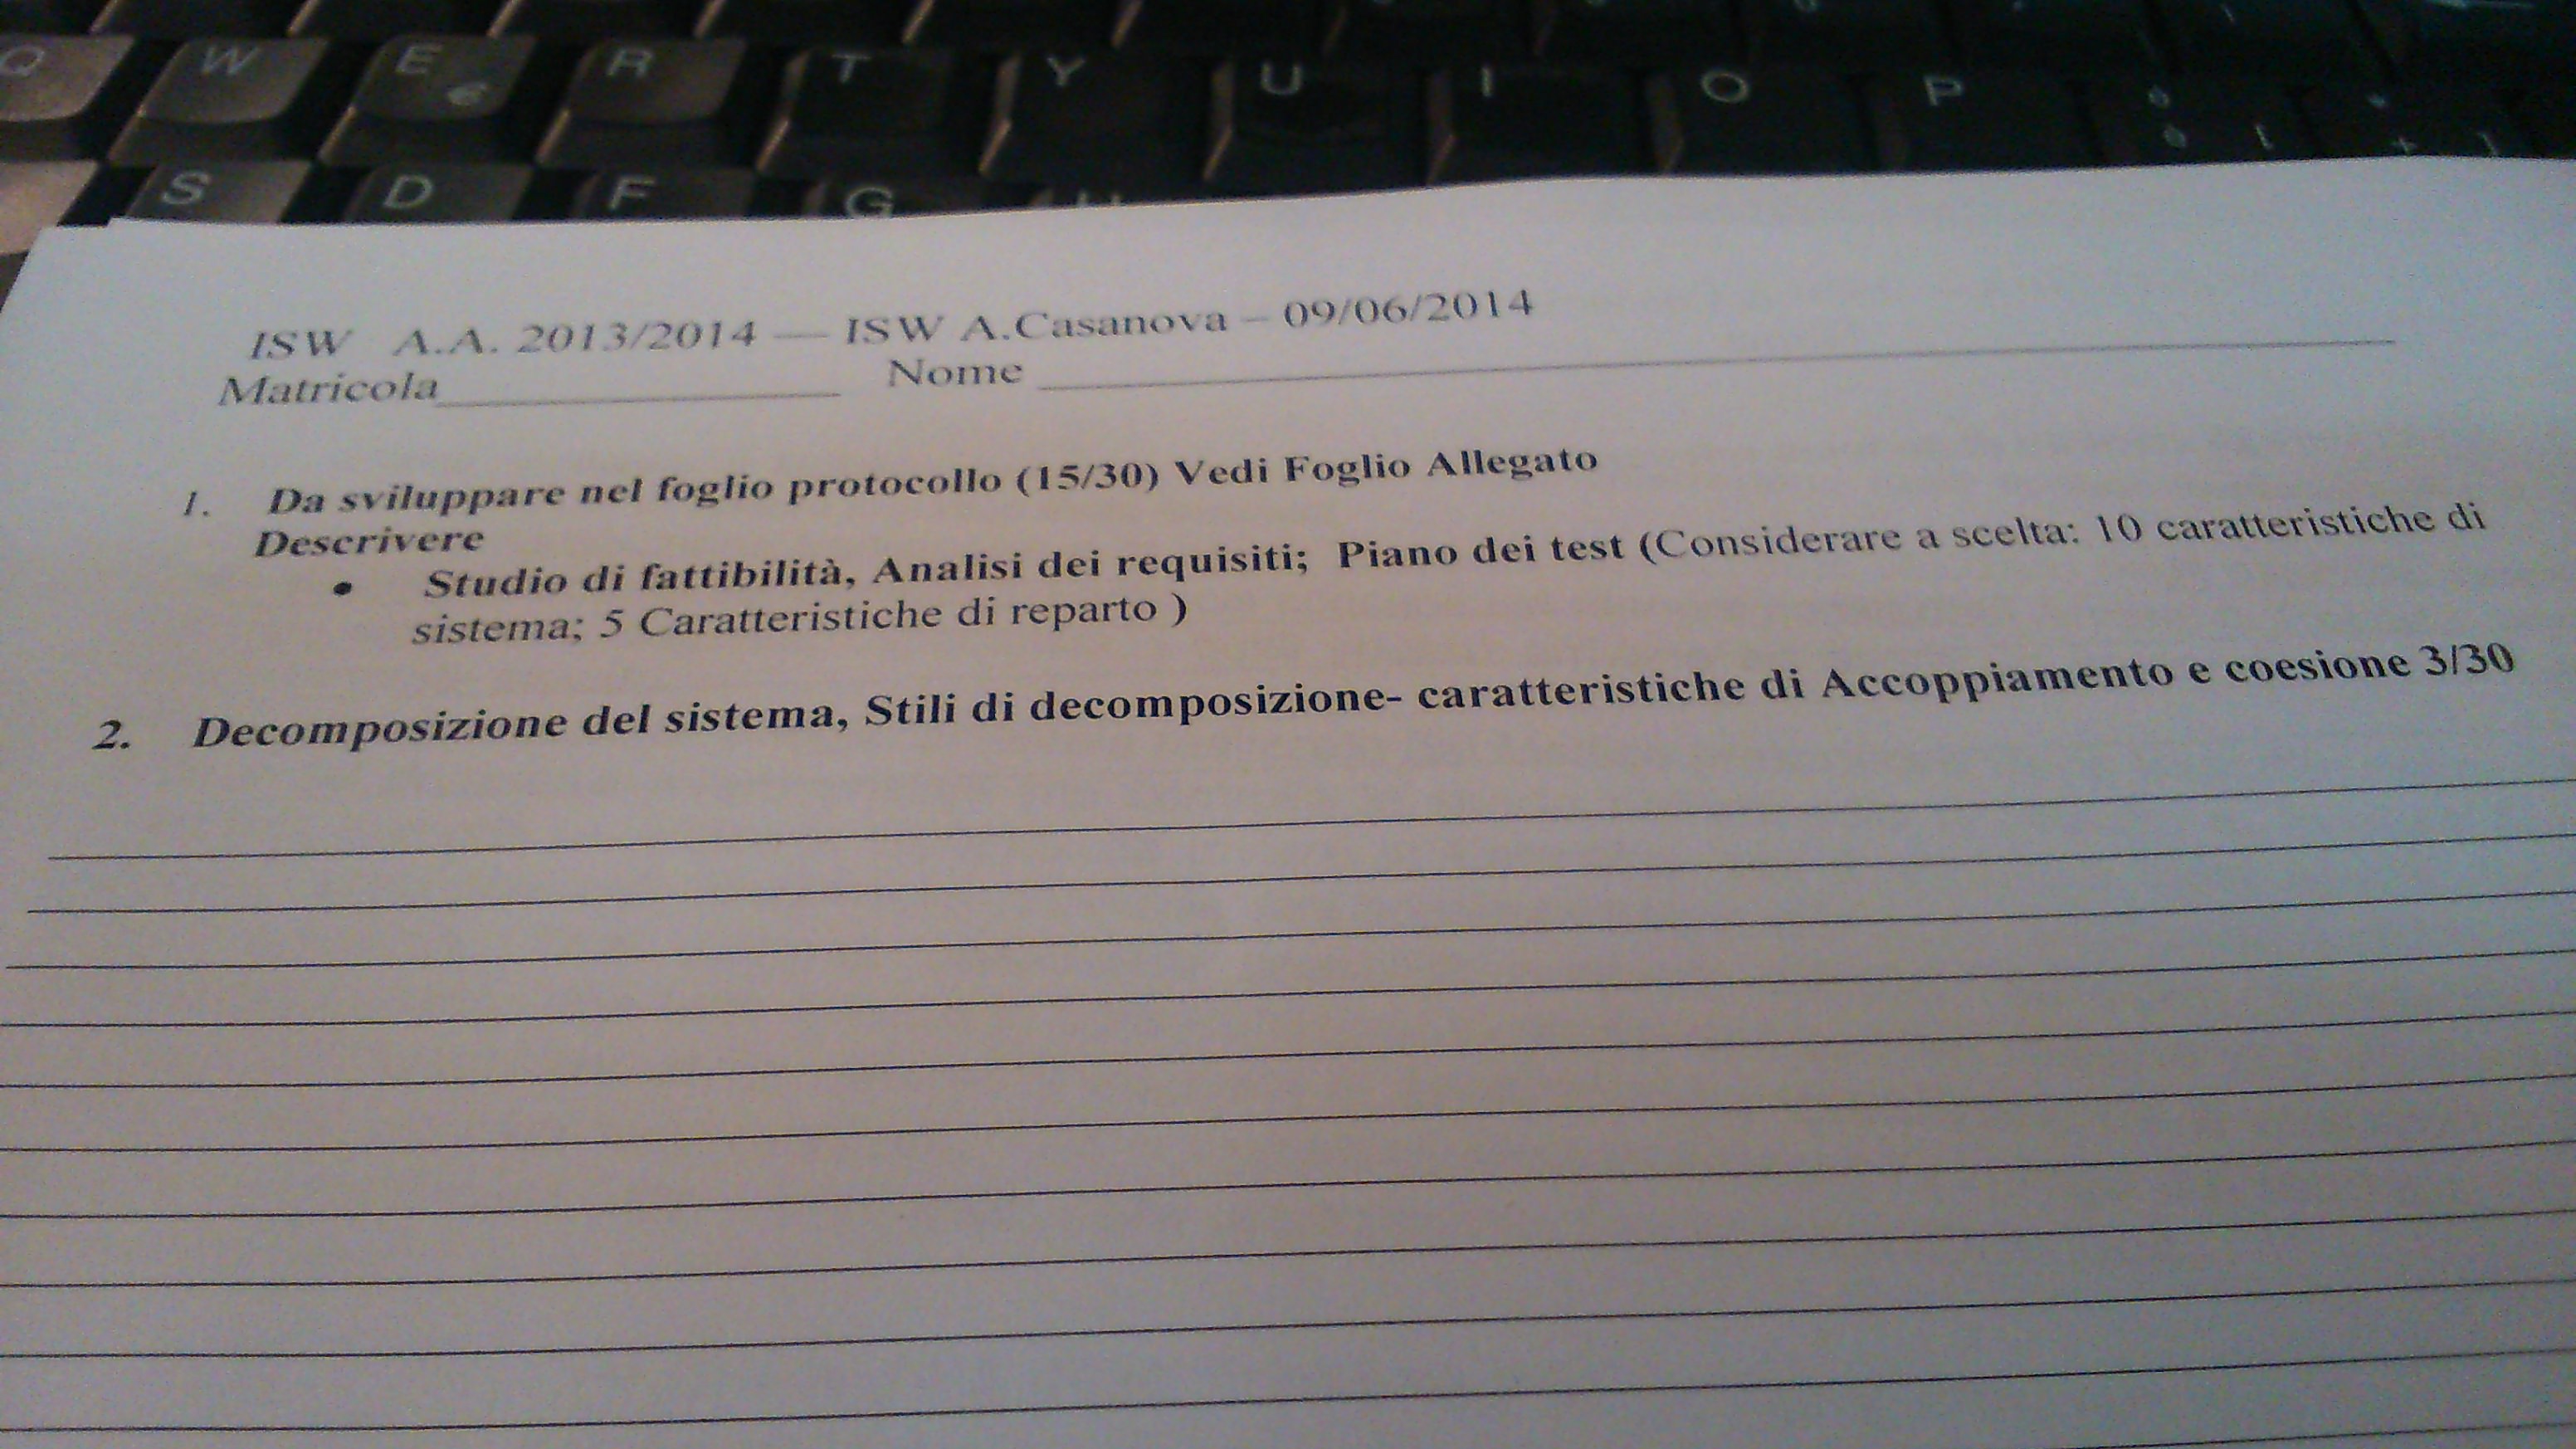 Q W E € R T Y U I O P [ + ]
S D F G
ISW A.A. 2013/2014 — ISW A.Casanova – 09/06/2014
Matricola____________________ Nome ____________________
1. Da sviluppare nel foglio protocollo (15/30) Vedi Foglio Allegato
Descrivere
• Studio di fattibilità, Analisi dei requisiti; Piano dei test (Considerare a scelta: 10 caratteristiche di
sistema; 5 Caratteristiche di reparto )
2. Decomposizione del sistema, Stili di decomposizione- caratteristiche di Accoppiamento e coesione 3/30